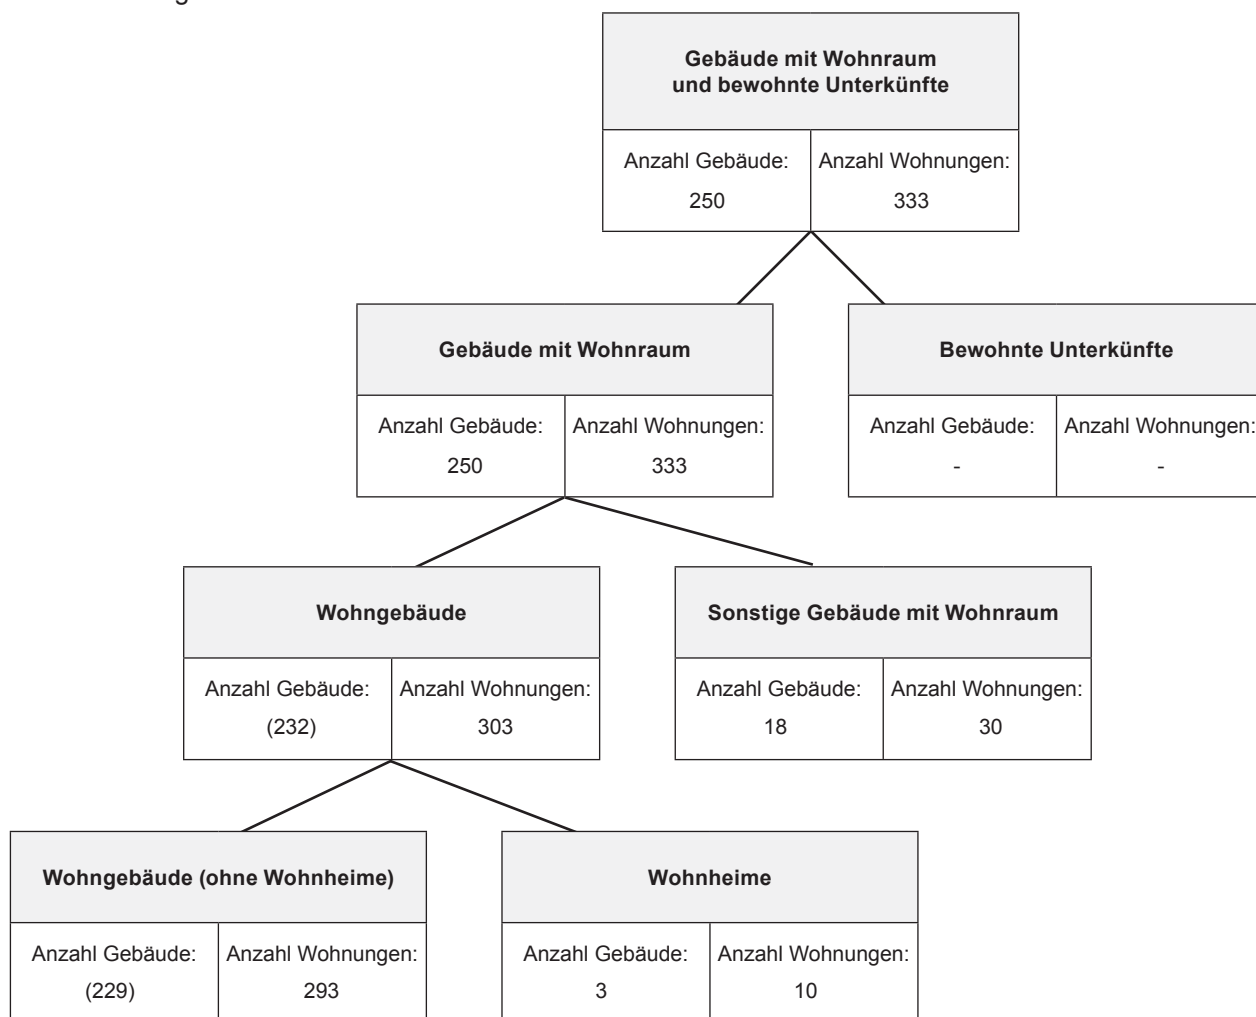 Gebäude mit Wohnraum
und bewohnte Unterkünfte
Anzahl Gebäude: Anzahl Wohnungen:
250 333
Gebäude mit Wohnraum Bewohnte Unterkünfte
Anzahl Gebäude: Anzahl Wohnungen: Anzahl Gebäude: Anzahl Wohnungen:
250 333 - -
Wohngebäude Sonstige Gebäude mit Wohnraum
Anzahl Gebäude: Anzahl Wohnungen: Anzahl Gebäude: Anzahl Wohnungen:
(232) 303 18 30
Wohngebäude (ohne Wohnheime) Wohnheime
Anzahl Gebäude: Anzahl Wohnungen: Anzahl Gebäude: Anzahl Wohnungen:
(229) 293 3 10